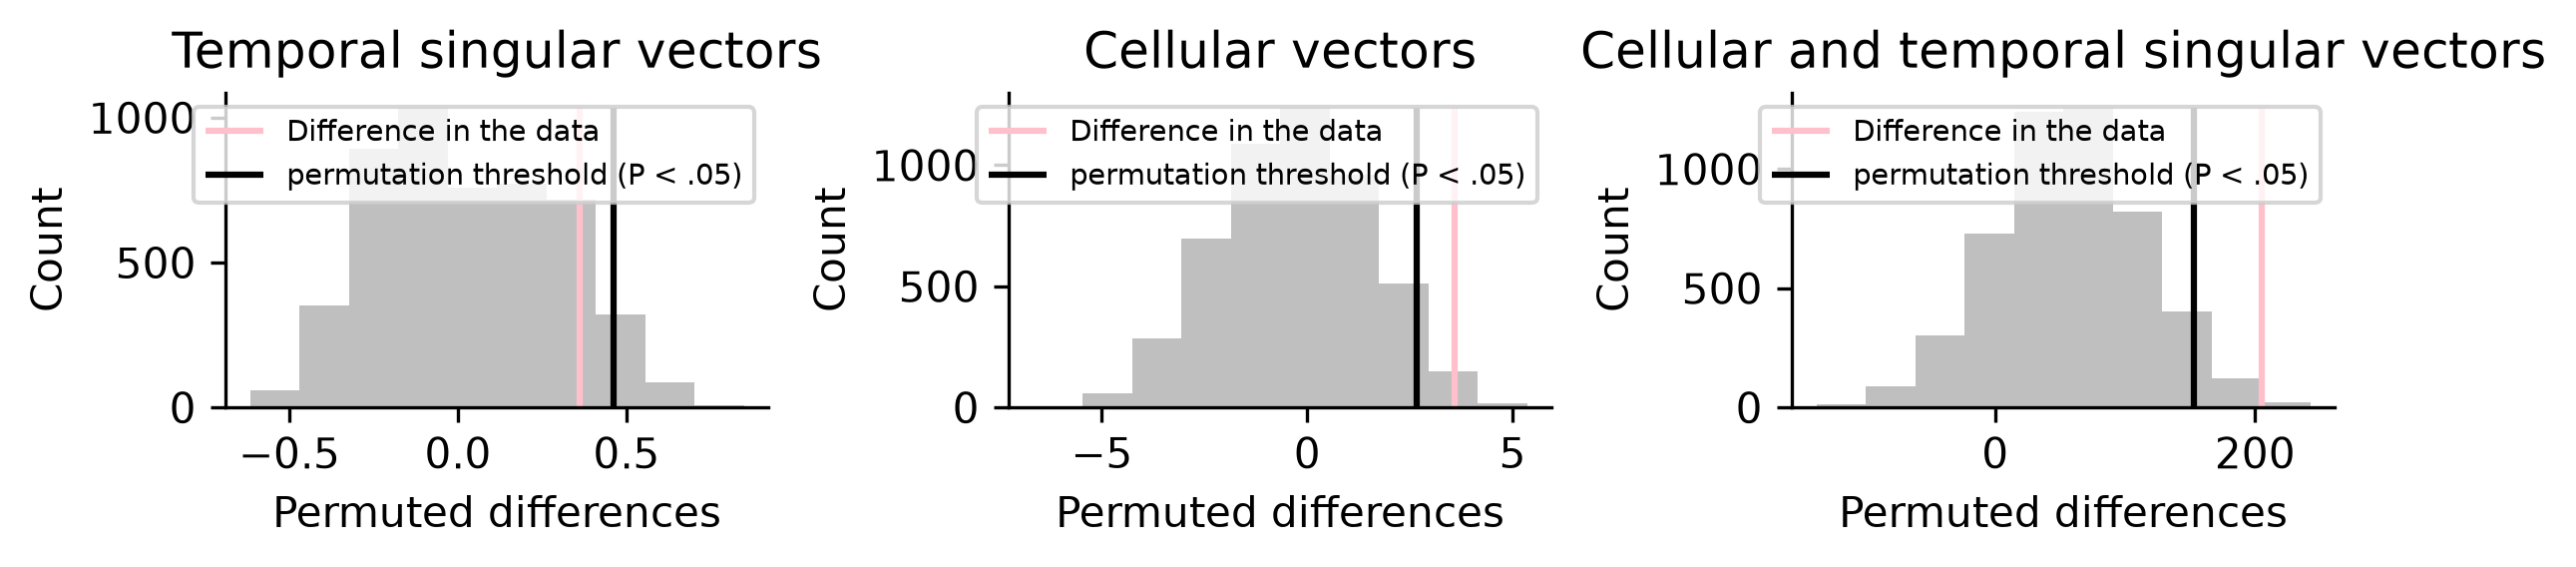 Temporal singular vectors
1000
500
0
Count
Difference in the data
permutation threshold (P < .05)
−0.5 0.0 0.5
Permuted differences
Cellular vectors
1000
500
0
Count
Difference in the data
permutation threshold (P < .05)
−5 0 5
Permuted differences
Cellular and temporal singular vectors
1000
500
0
Count
Difference in the data
permutation threshold (P < .05)
0 200
Permuted differences